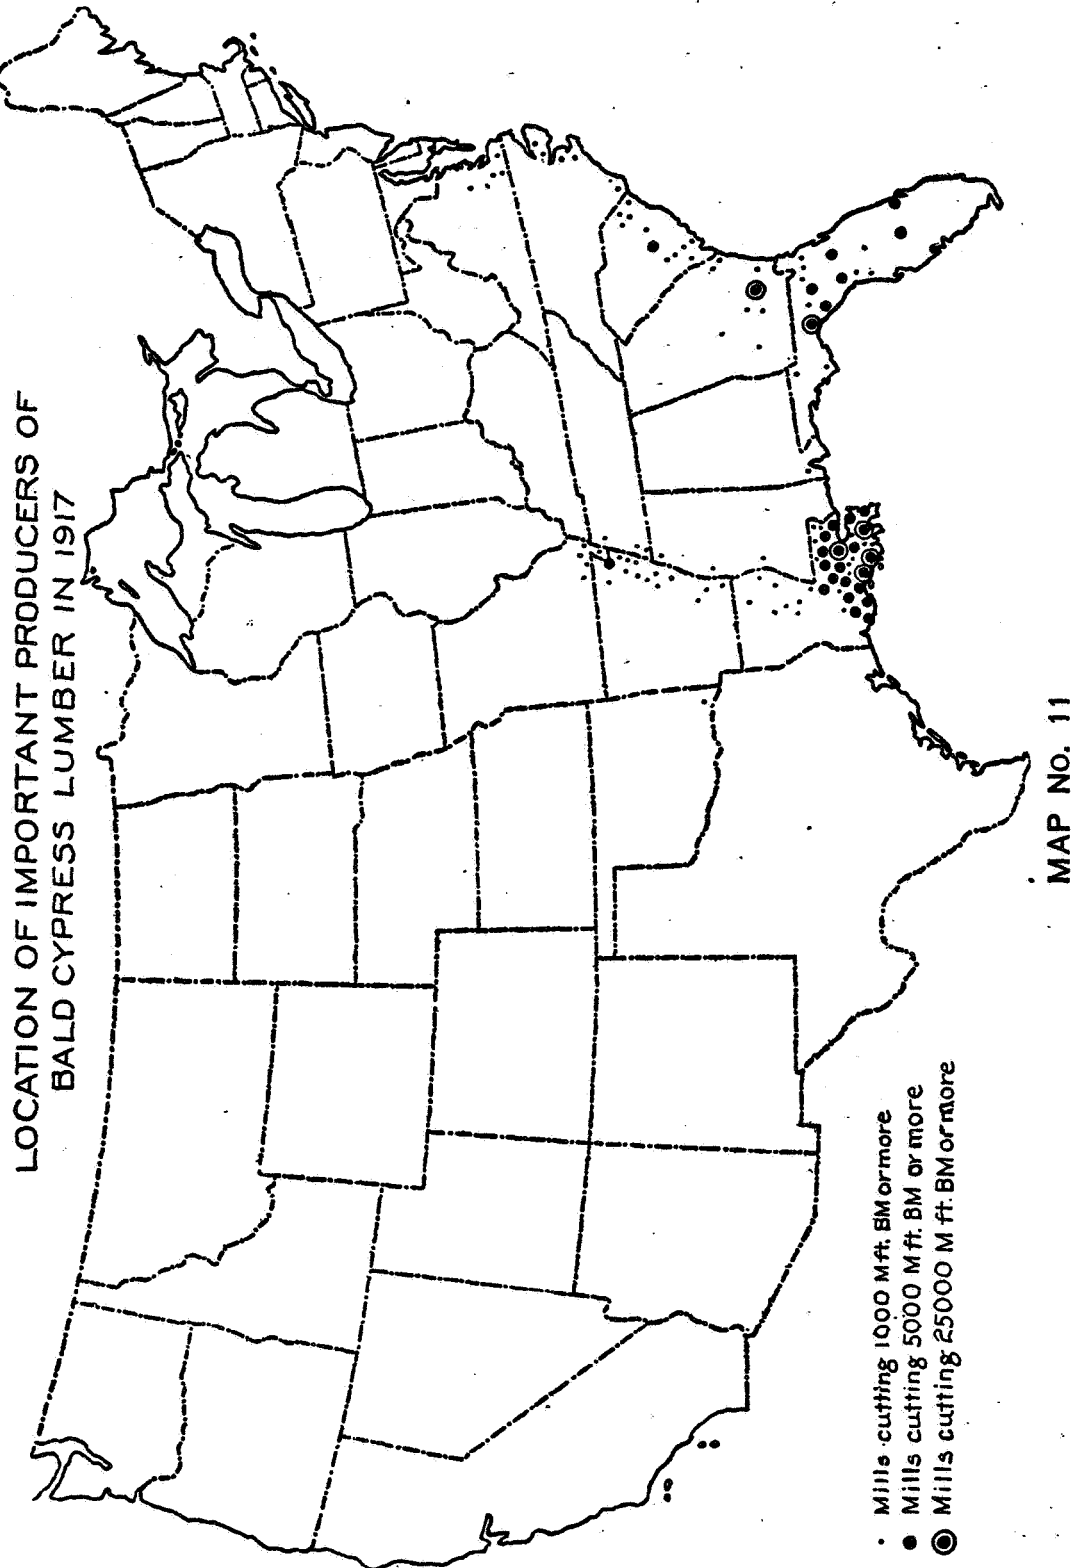 LOCATION OF IMPORTANT PRODUCERS OF
BALD CYPRESS LUMBER IN 1917
Mills cutting 1000 M ft. BM or more
Mills cutting 5000 M ft. BM or more
Mills cutting 25000 M ft. BM or more
MAP No. 11